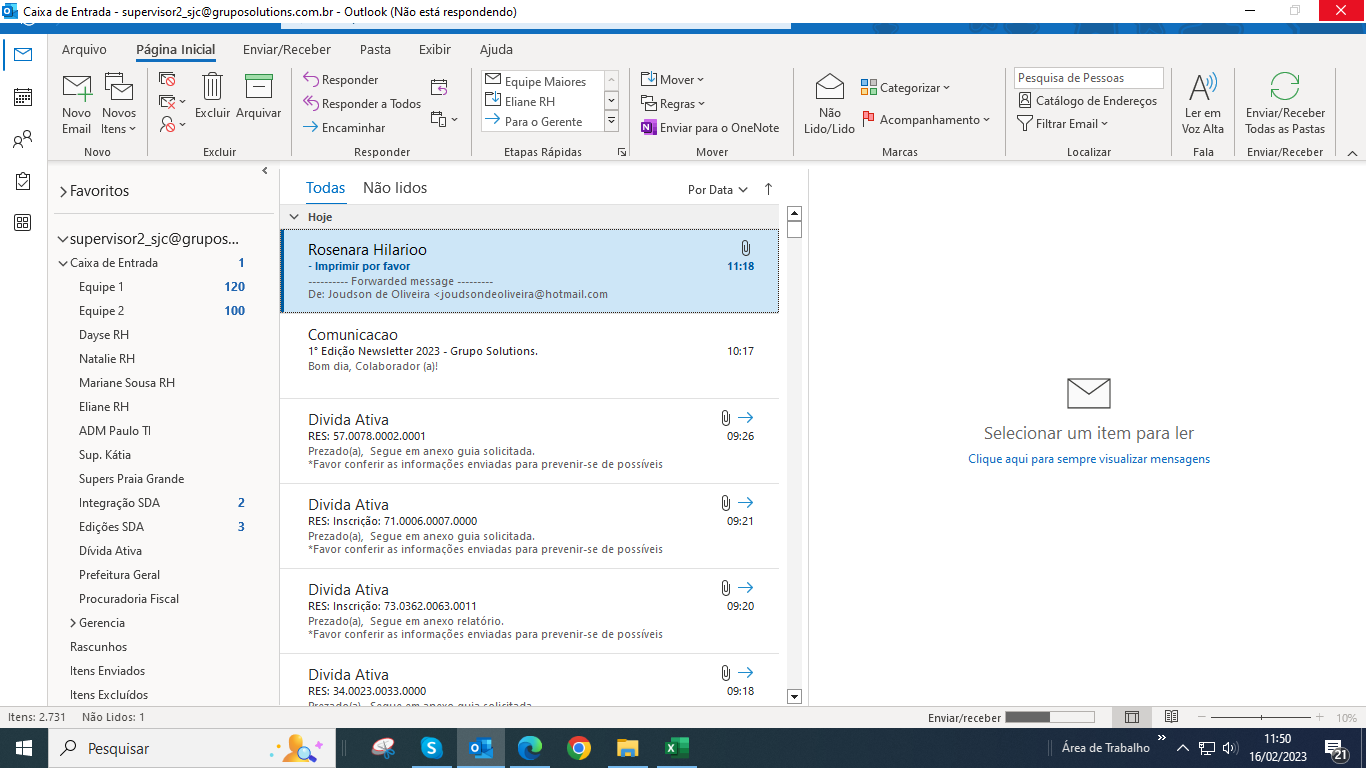 Caixa de Entrada - supervisor2_sjc@gruposolutions.com.br - Outlook (Não está respondendo)
Arquivo Página Inicial Enviar/Receber Pasta Exibir Ajuda
Novo Email
Novos Itens
Novo
Excluir
Arquivar
Excluir
Responder
Responder a Todos
Encaminhar
Responder
Equipe Maiores
Eliane RH
Para o Gerente
Etapas Rápidas
Mover
Regras
Enviar para o OneNote
Mover
Não Lido/Lido
Categorizar
Acompanhamento
Marcas
Pesquisa de Pessoas
Catálogo de Endereços
Filtrar Email
Localizar
Ler em Voz Alta
Fala
Enviar/Receber Todas as Pastas
Enviar/Receber
Favoritos
supervisor2_sjc@grupos...
Caixa de Entrada 1
Equipe 1 120
Equipe 2 100
Dayse RH
Natalie RH
Mariane Sousa RH
Eliane RH
ADM Paulo TI
Sup. Kátia
Supers Praia Grande
Integração SDA 2
Edições SDA 3
Dívida Ativa
Prefeitura Geral
Procuradoria Fiscal
Gerencia
Rascunhos
Itens Enviados
Itens Excluídos
Todas Não lidos Por Data
Hoje
Rosenara Hilarioo
- Imprimir por favor 11:18
---------- Forwarded message ---------
De: Joudson de Oliveira <joudsondeoliveira@hotmail.com
Comunicacao
1° Edição Newsletter 2023 - Grupo Solutions. 10:17
Bom dia, Colaborador (a)!
Divida Ativa
RES: 57.0078.0002.0001 09:26
Prezado(a), Segue em anexo guia solicitada.
*Favor conferir as informações enviadas para prevenir-se de possíveis
Divida Ativa
RES: Inscrição: 71.0006.0007.0000 09:21
Prezado(a), Segue em anexo guia solicitada.
*Favor conferir as informações enviadas para prevenir-se de possíveis
Divida Ativa
RES: Inscrição: 73.0362.0063.0011 09:20
Prezado(a), Segue em anexo relatório.
*Favor conferir as informações enviadas para prevenir-se de possíveis
Divida Ativa
RES: 34.0023.0033.0000 09:18
Prezado(a), Segue em anexo guia solicitada.
Selecionar um item para ler
Clique aqui para sempre visualizar mensagens
Itens: 2.731 Não Lidos: 1 Enviar/receber 10%
Pesquisar
Área de Trabalho
11:50
16/02/2023
21